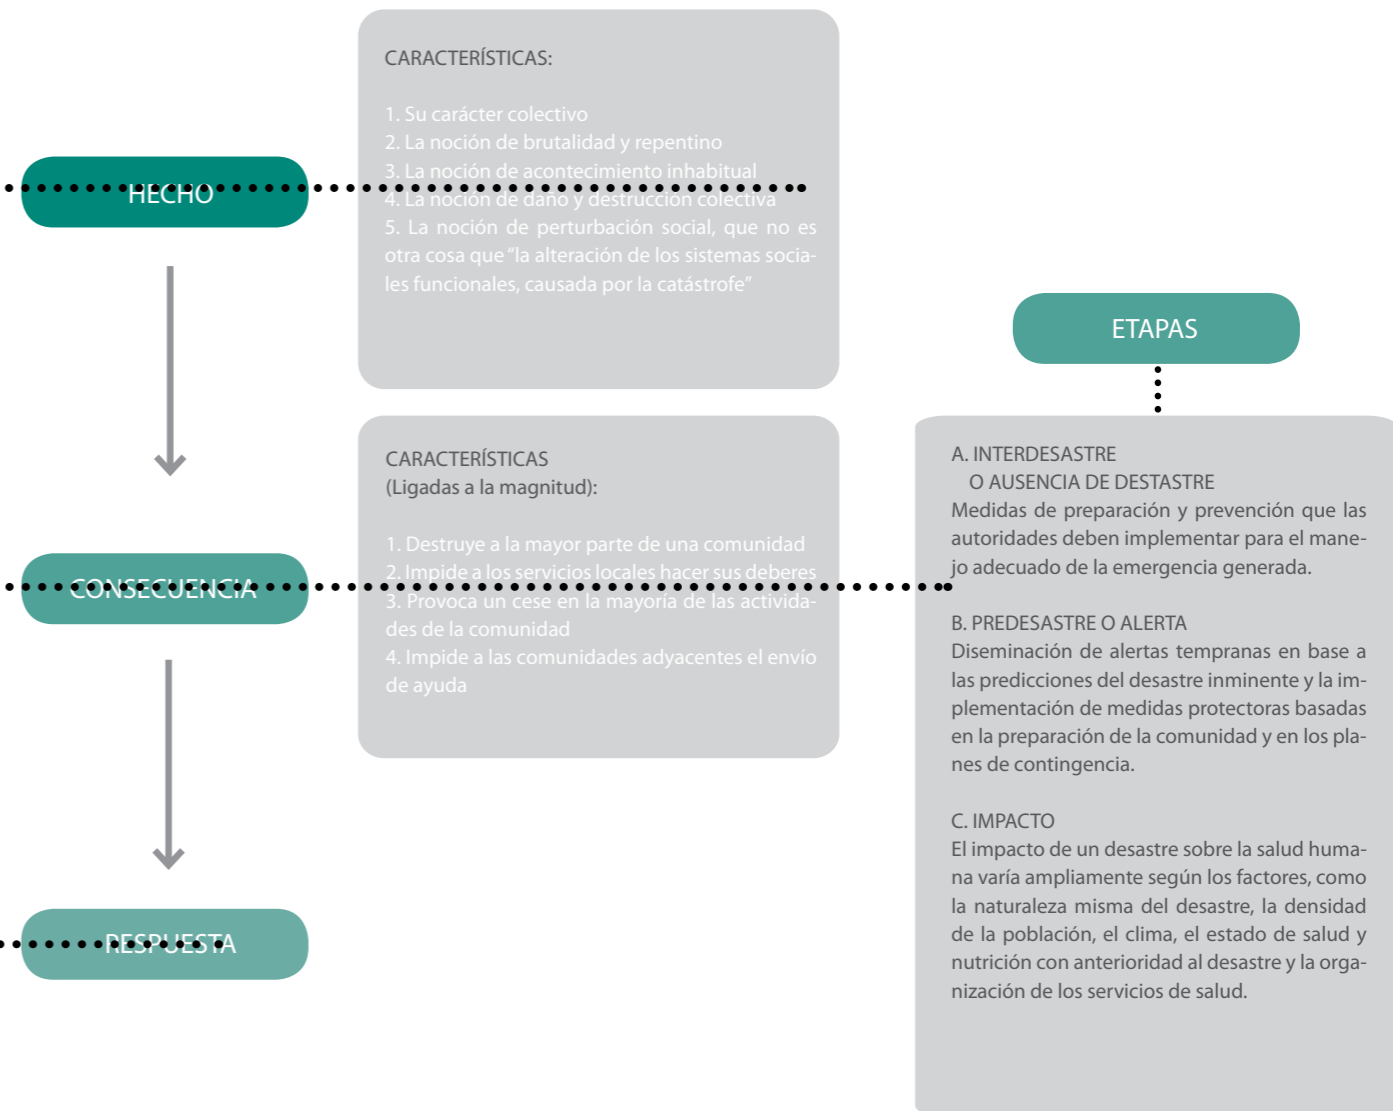 HECHO
CARACTERÍSTICAS:
1. Su carácter colectivo
2. La noción de brutalidad y repentino
3. La noción de acontecimiento inhabitual
4. La noción de daño y destrucción colectiva
5. La noción de perturbación social, que no es
otra cosa que “la alteración de los sistemas socia-
les funcionales, causada por la catástrofe”
CONSECUENCIA
CARACTERÍSTICAS
(Ligadas a la magnitud):
1. Destruye a la mayor parte de una comunidad
2. Impide a los servicios locales hacer sus deberes
3. Provoca un cese en la mayoría de las activida-
des de la comunidad
4. Impide a las comunidades adyacentes el envío
de ayuda
RESPUESTA
ETAPAS
A. INTERDESASTRE
O AUSENCIA DE DESTASTRE
Medidas de preparación y prevención que las
autoridades deben implementar para el mane-
jo adecuado de la emergencia generada.
B. PREDESASTRE O ALERTA
Diseminación de alertas tempranas en base a
las predicciones del desastre inminente y la im-
plementación de medidas protectoras basadas
en la preparación de la comunidad y en los pla-
nes de contingencia.
C. IMPACTO
El impacto de un desastre sobre la salud huma-
na varía ampliamente según los factores, como
la naturaleza misma del desastre, la densidad
de la población, el clima, el estado de salud y
nutrición con anterioridad al desastre y la orga-
nización de los servicios de salud.